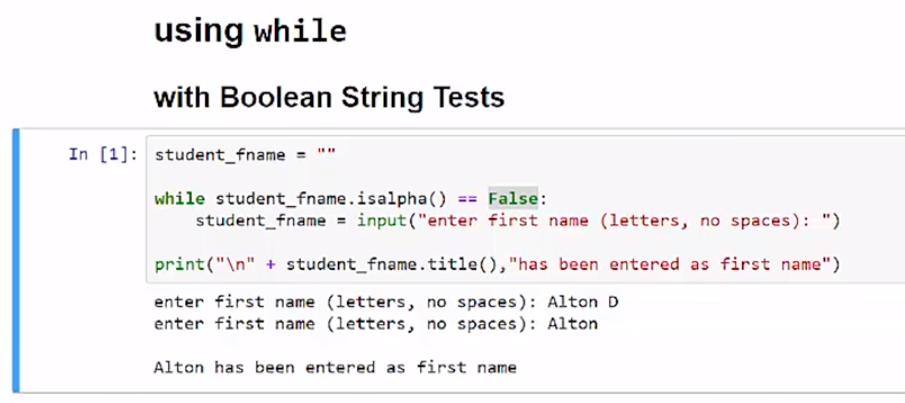 using while
with Boolean String Tests
In [1]: student_fname = ""
while student_fname.isalpha() == False:
    student_fname = input("enter first name (letters, no spaces): ")
print("\n" + student_fname.title(),"has been entered as first name")
enter first name (letters, no spaces): Alton D
enter first name (letters, no spaces): Alton
Alton has been entered as first name